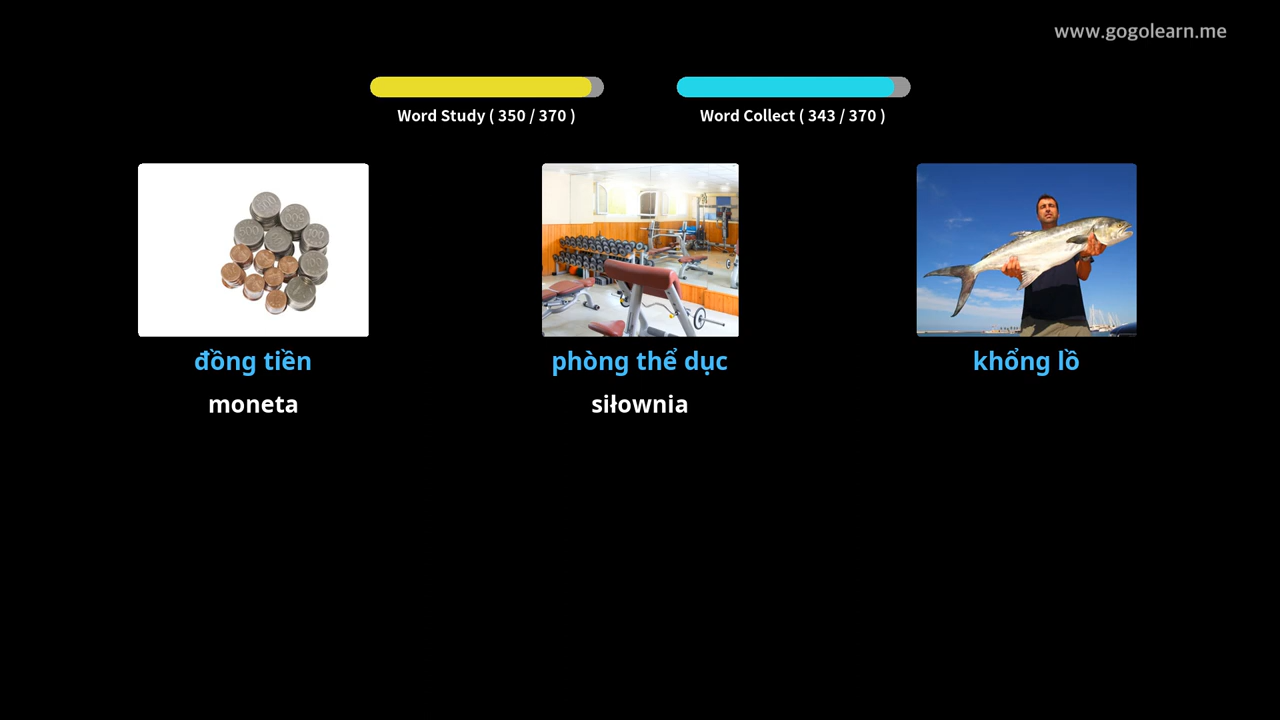 www.gogolearn.me
Word Study ( 350 / 370 )
Word Collect ( 343 / 370 )
đồng tiền
phòng thể dục
khổng lồ
moneta
siłownia